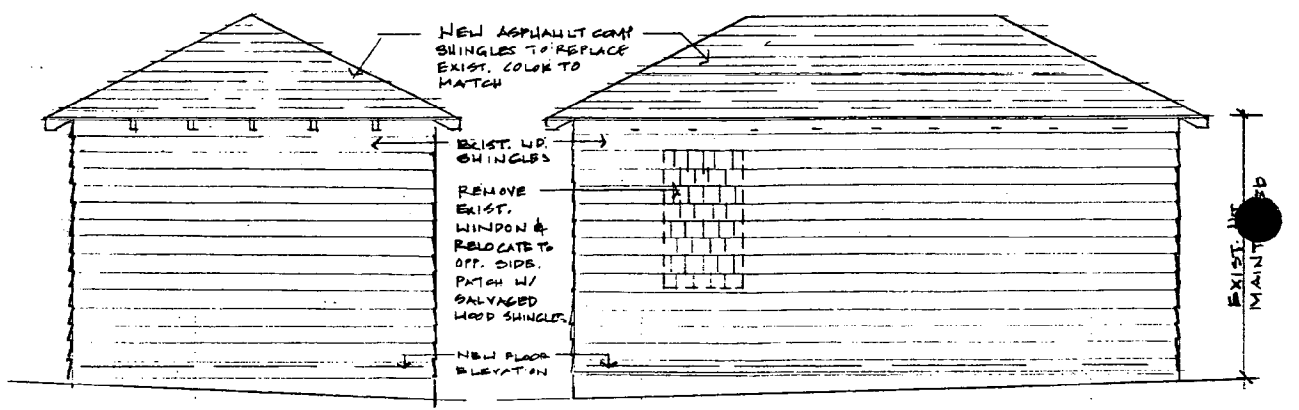 NEW ASPHAULT COMP
SHINGLES TO REPLACE
EXIST. COLOR TO
MATCH
EXIST. WD.
SHINGLES
REMOVE
EXIST.
WINDOW &
RELOCATE TO
OPP. SIDE.
PATCH W/
SALVAGED
WOOD SHINGLES
NEW FLOOR
ELEVATION
EXIST. HT.